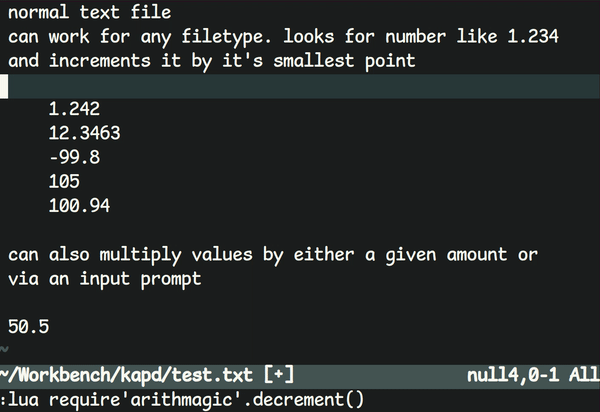 normal text file
can work for any filetype. looks for number like 1.234
and increments it by it's smallest point
1.242
12.3463
-99.8
105
100.94
can also multiply values by either a given amount or
via an input prompt
50.5
~
~/Workbench/kapd/test.txt [+] null4,0-1 All
:lua require'arithmagic'.decrement()